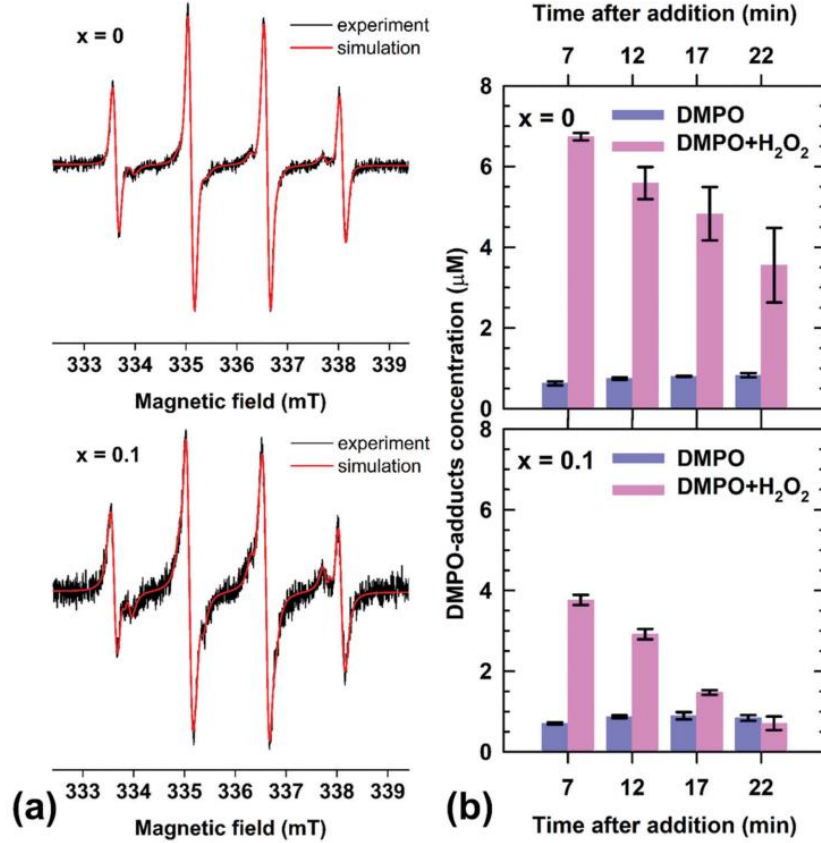 x = 0
experiment
simulation
333 334 335 336 337 338 339
Magnetic field (mT)
x = 0.1
experiment
simulation
333 334 335 336 337 338 339
Magnetic field (mT)
(a)
Time after addition (min)
7 12 17 22
8
6
4
2
0
x = 0
DMPO
DMPO+H₂O₂
DMPO-adducts concentration (μM)
8
6
4
2
0
x = 0.1
DMPO
DMPO+H₂O₂
7 12 17 22
Time after addition (min)
(b)